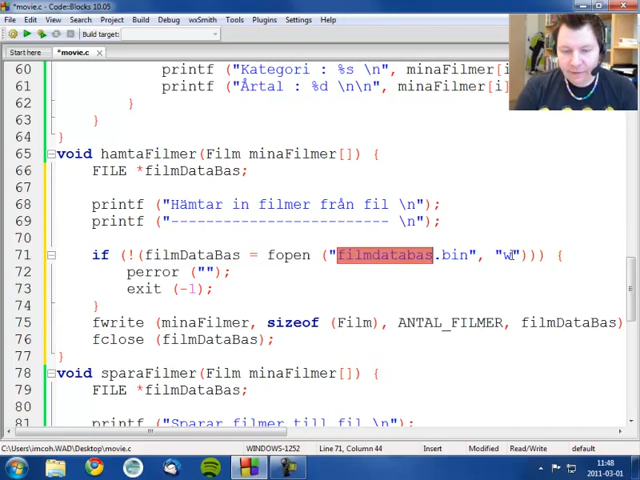 *movie.c - Code::Blocks 10.05
File Edit View Search Project Build Debug wxSmith Tools Plugins Settings Help
Build target:
Start here *movie.c
60 printf ("Kategori : %s \n", minaFilmer[i
61 printf ("Årtal : %d \n\n", minaFilmer[i]
62 }
63 }
64 }
65 void hamtaFilmer(Film minaFilmer[]) {
66 FILE *filmDataBas;
67
68 printf ("Hämtar in filmer från fil \n");
69 printf ("------------------------ \n");
70
71 if (!(filmDataBas = fopen ("filmdatabas.bin", "w"))) {
72 perror ("");
73 exit (-1);
74 }
75 fwrite (minaFilmer, sizeof (Film), ANTAL_FILMER, filmDataBas)
76 fclose (filmDataBas);
77 }
78 void sparaFilmer(Film minaFilmer[]) {
79 FILE *filmDataBas;
80
81 printf ("Sparar filmer till fil \n");
C:\Users\imcoh.WAD\Desktop\movie.c WINDOWS-1252 Line 71, Column 44 Insert Modified Read/Write default
11:48
2011-03-01